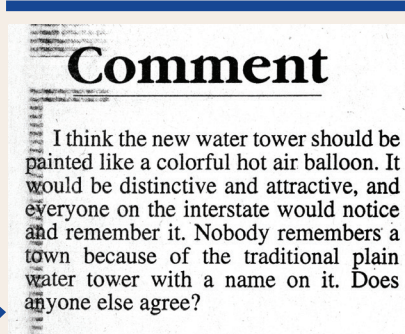 Comment
I think the new water tower should be
painted like a colorful hot air balloon. It
would be distinctive and attractive, and
everyone on the interstate would notice
and remember it. Nobody remembers a
town because of the traditional plain
water tower with a name on it. Does
anyone else agree?